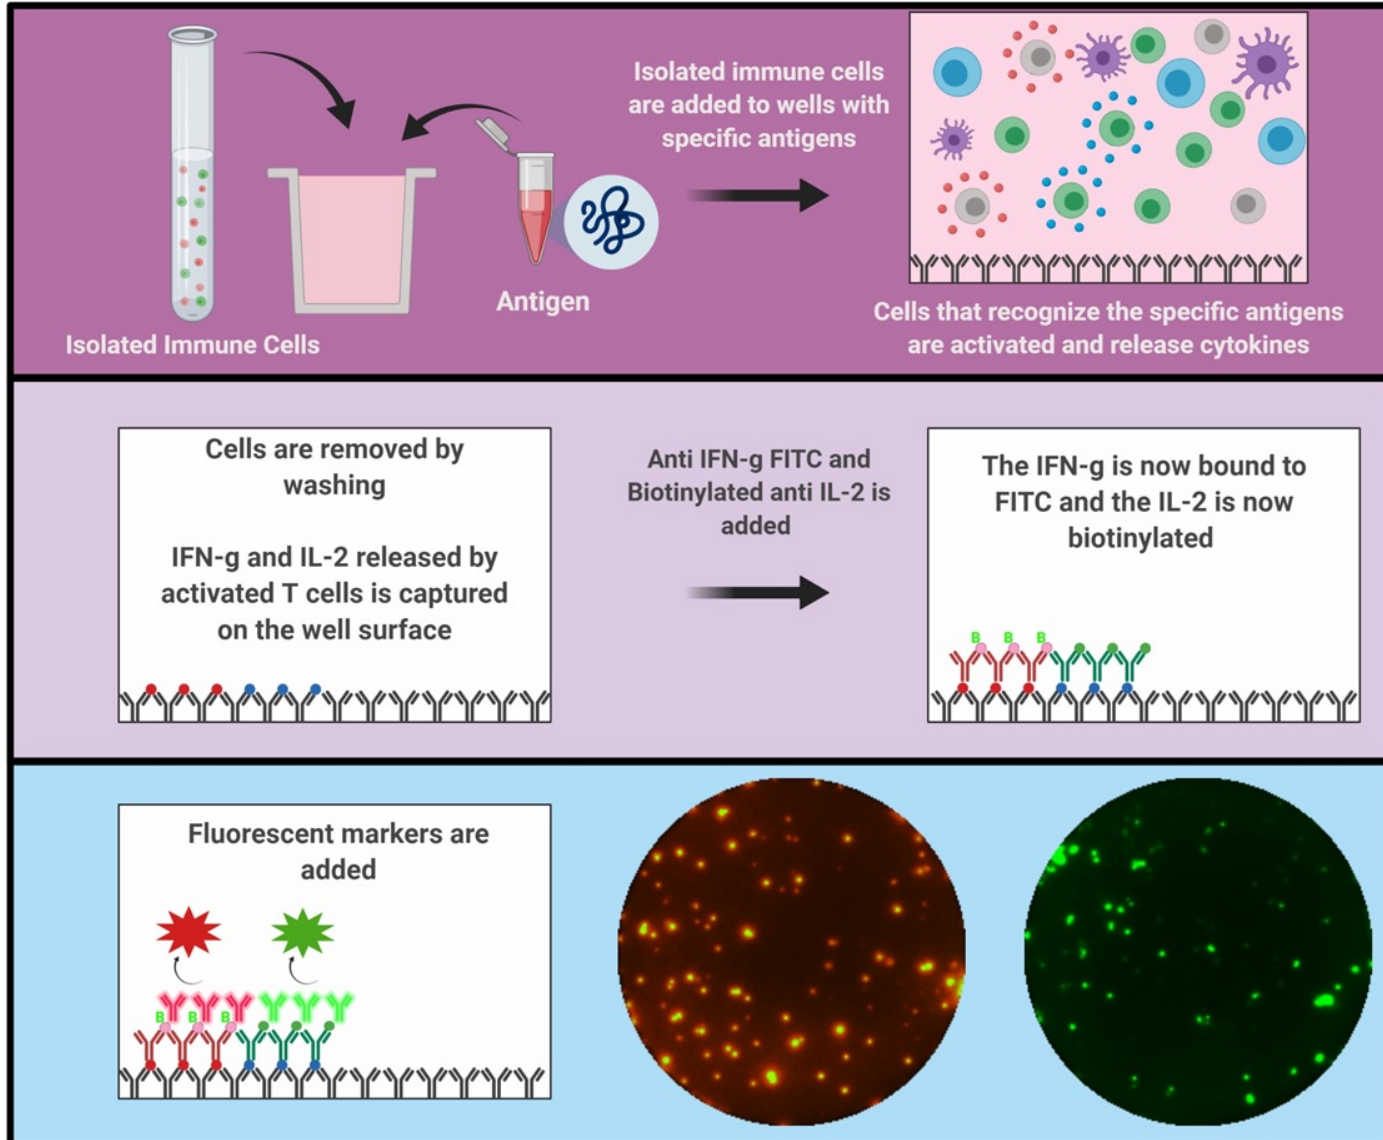 Isolated immune cells
are added to wells with
specific antigens
Antigen
Isolated Immune Cells
Cells that recognize the specific antigens
are activated and release cytokines
Cells are removed by
washing
IFN-g and IL-2 released by
activated T cells is captured
on the well surface
Anti IFN-g FITC and
Biotinylated anti IL-2 is
added
The IFN-g is now bound to
FITC and the IL-2 is now
biotinylated
B B B
Fluorescent markers are
added
B B B